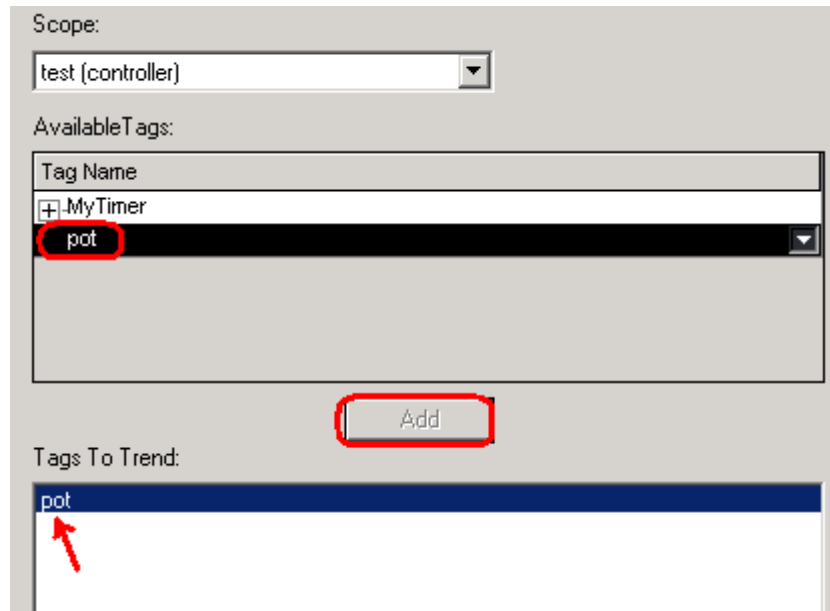 Scope:
test (controller)
AvailableTags:
Tag Name
MyTimer
pot
Add
Tags To Trend:
pot